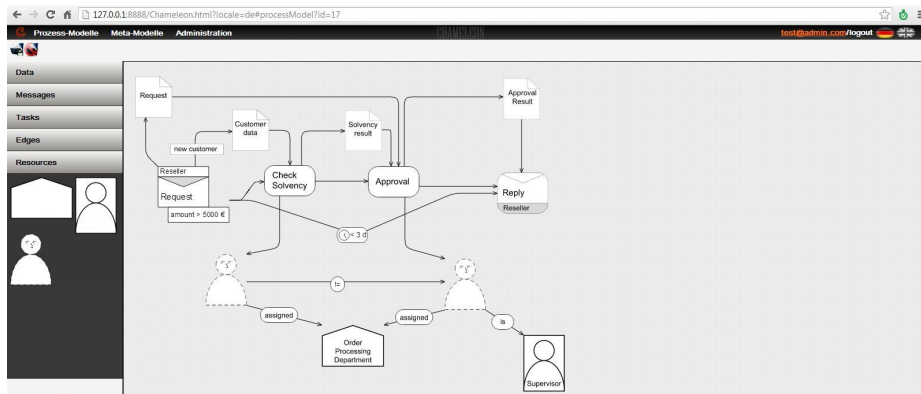 127.0.0.1:8888/Chameleon.html?locale=de#processModel?id=17
Prozess-Modelle Meta-Modelle Administration CHAMELEON test@admin.com/logout
Data
Messages
Tasks
Edges
Resources
Request
Customer
data
Solvency
result
Approval
Result
new customer
Reseller
Request
amount > 5000 €
Check
Solvency
Approval
Reply
Reseller
< 3 d
!=
assigned
assigned
is
Order
Processing
Department
Supervisor